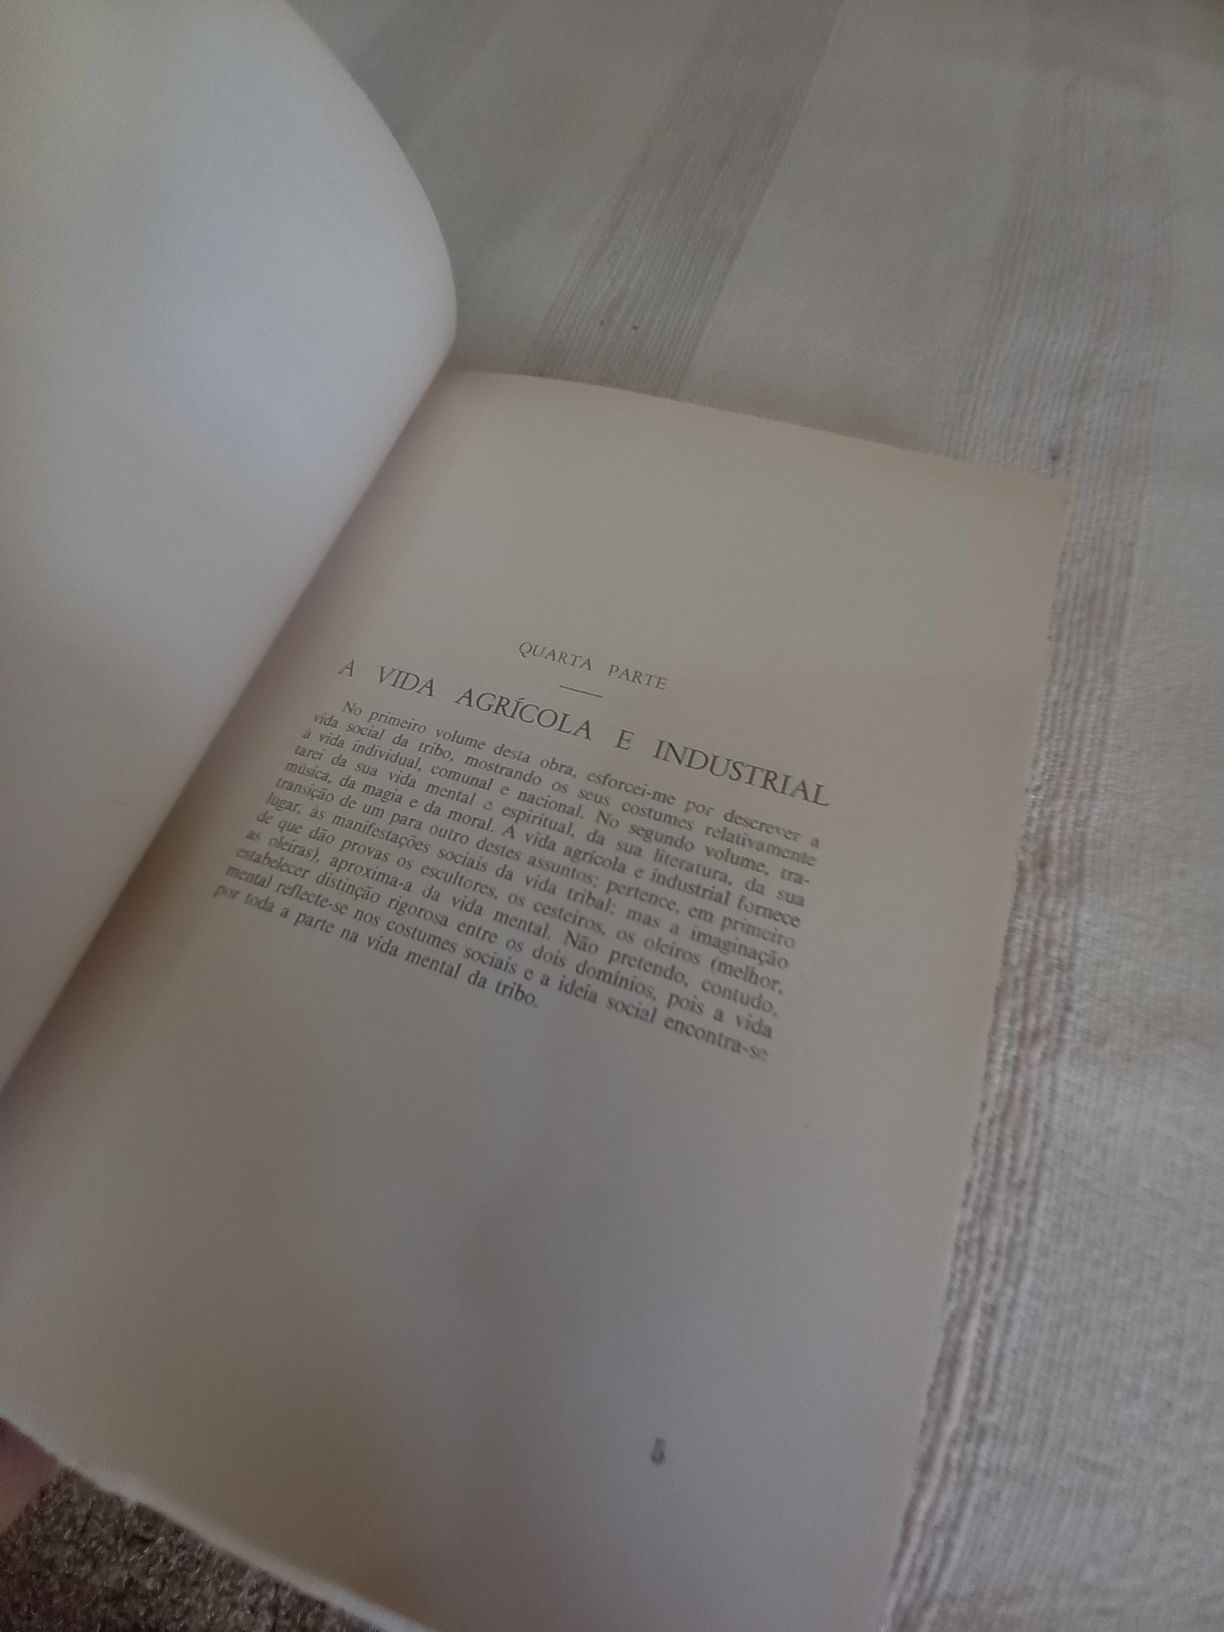 QUARTA PARTE
A VIDA AGRÍCOLA E INDUSTRIAL
No primeiro volume desta obra, esforcei-me por descrever a
vida social da tribo, mostrando os seus costumes relativamente
à vida individual, comunal e nacional. No segundo volume, tra-
tarei da sua vida mental e espiritual, da sua literatura, da sua
música, da magia e da moral. A vida agrícola e industrial fornece
transição de um para outro destes assuntos: pertence, em primeiro
lugar, às manifestações sociais da vida tribal; mas a imaginação
de que dão provas os escultores, os cesteiros, os oleiros (melhor,
as oleiras), aproxima-a da vida mental. Não pretendo, contudo,
estabelecer distinção rigorosa entre os dois domínios, pois a vida
mental reflecte-se nos costumes sociais e a ideia social encontra-se
por toda a parte na vida mental da tribo.
5